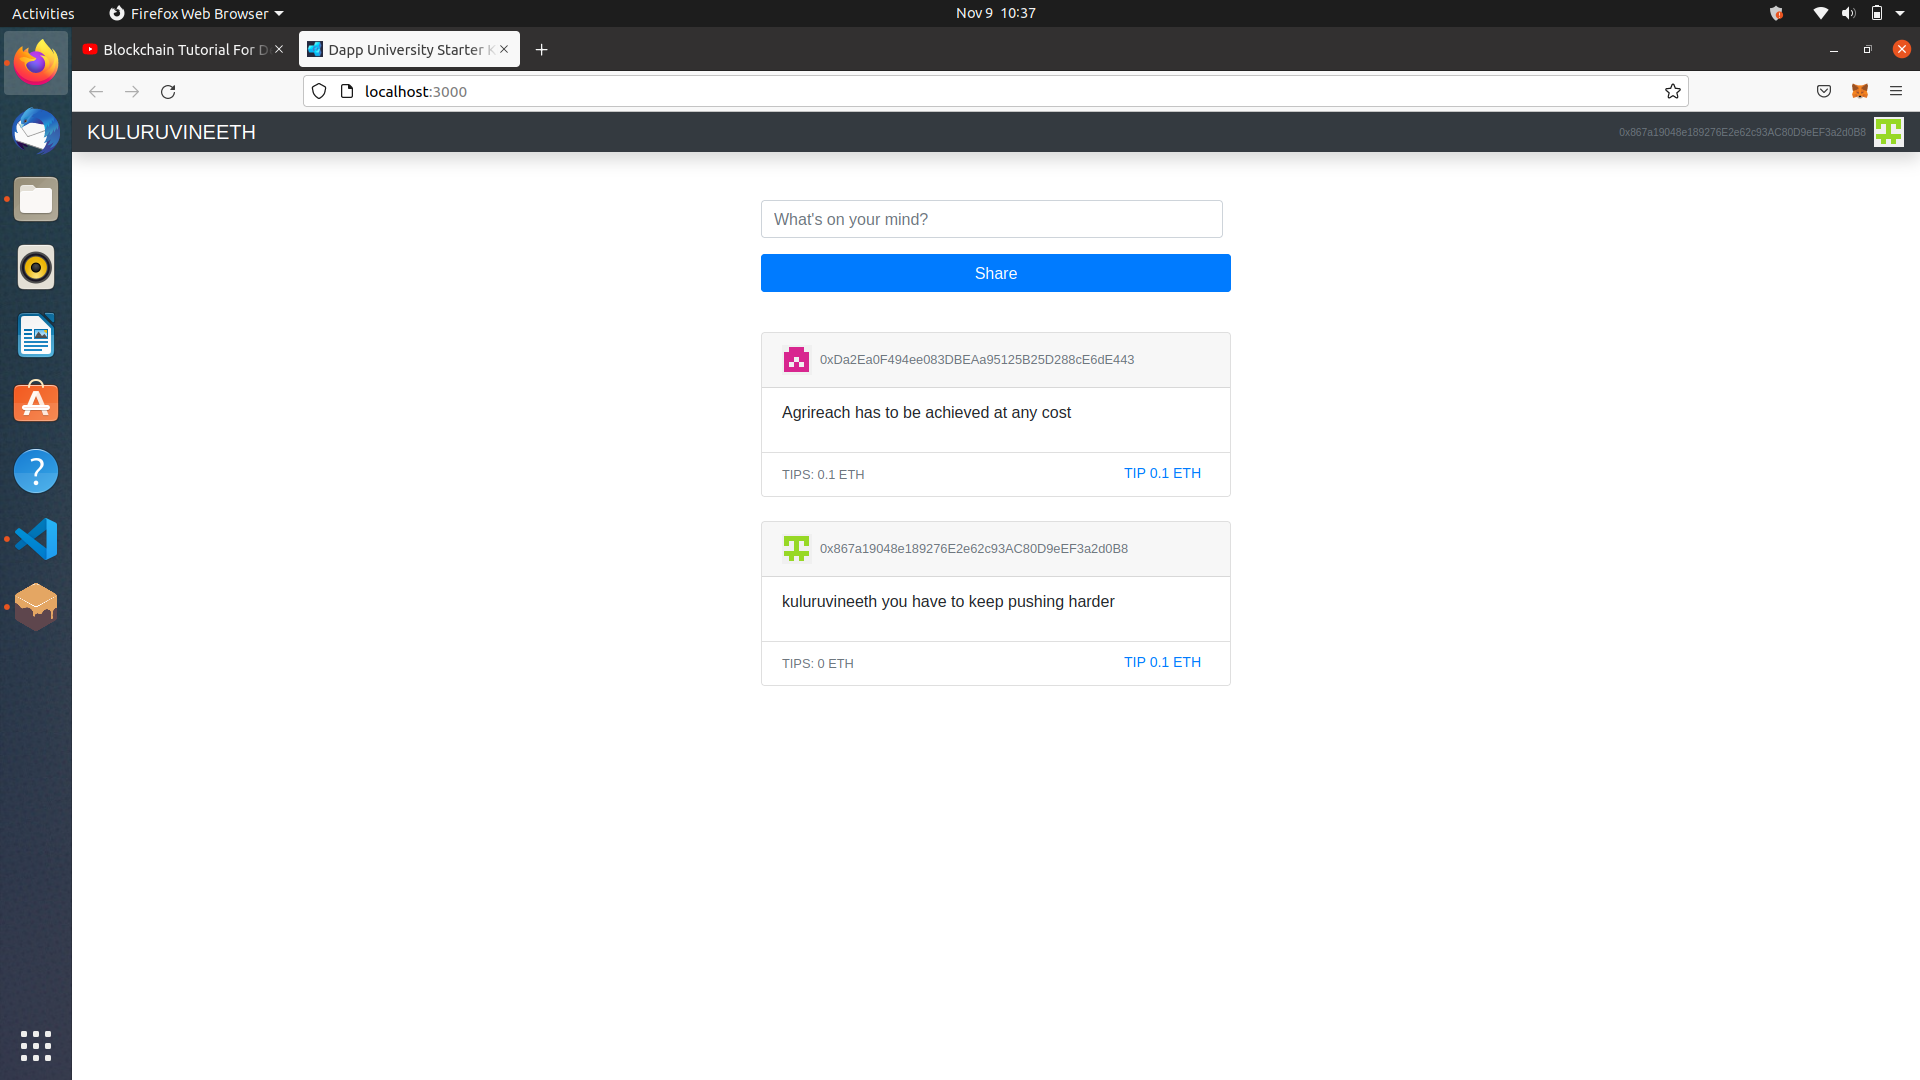 Activities
Firefox Web Browser
Nov 9 10:37
Blockchain Tutorial For D
Dapp University Starter K
localhost:3000
KULURUVINEETH
0x867a19048e189276E2e62c93AC80D9eEF3a2d0B8
What's on your mind?
Share
0xDa2Ea0F494ee083DBEAa95125B25D288cE6dE443
Agrireach has to be achieved at any cost
TIPS: 0.1 ETH
TIP 0.1 ETH
0x867a19048e189276E2e62c93AC80D9eEF3a2d0B8
kuluruvineeth you have to keep pushing harder
TIPS: 0 ETH
TIP 0.1 ETH